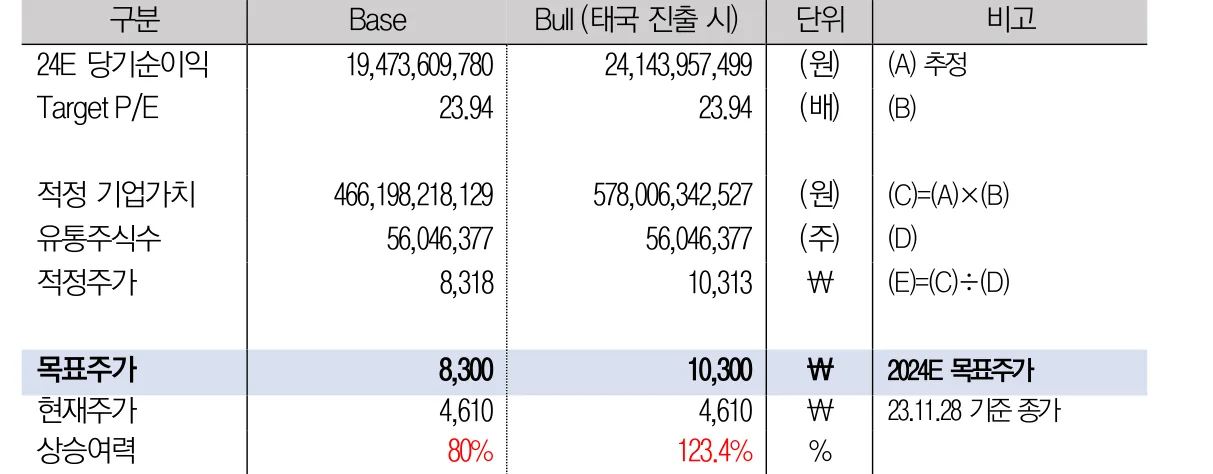 구분 Base Bull (태국 진출 시) 단위 비고
24E 당기순이익 19,473,609,780 24,143,957,499 (원) (A) 추정
Target P/E 23.94 23.94 (배) (B)
적정 기업가치 466,198,218,129 578,006,342,527 (원) (C)=(A)×(B)
유통주식수 56,046,377 56,046,377 (주) (D)
적정주가 8,318 10,313 ₩ (E)=(C)÷(D)
목표주가 8,300 10,300 ₩ 2024E 목표주가
현재주가 4,610 4,610 ₩ 23.11.28 기준 종가
상승여력 80% 123.4% %